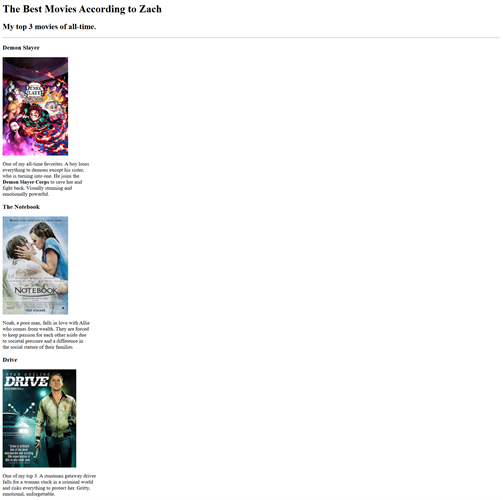 The Best Movies According to Zach
My top 3 movies of all-time.
Demon Slayer
DEMON
SLAYER
One of my all-time favorites. A boy loses
everything to demons except his sister,
who is turning into one. He joins the
Demon Slayer Corps to save her and
fight back. Visually stunning and
emotionally powerful.
The Notebook
NOTEBOOK
Noah, a poor man, falls in love with Allie
who comes from wealth. They are forced
to keep passion for each other aside due
to societal pressure and a difference in
the social stature of their families
Drive
RYAN GOSLING
DRIVE
One of my top 3. A stuntman getaway driver
falls for a woman stuck in a criminal world
and risks everything to protect her. Gritty,
emotional, unforgettable.